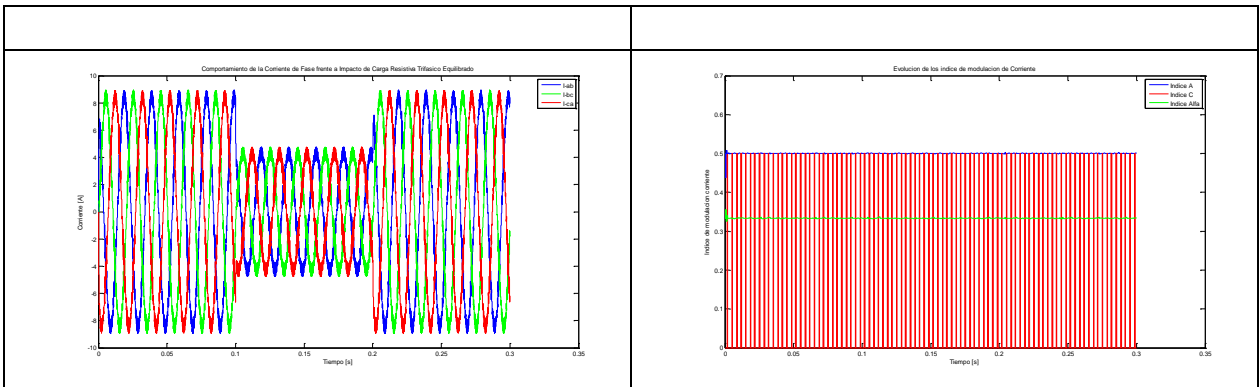 Comportamiento de la Corriente de Fase frente a Impacto de Carga Resistiva Trifasico Equilibrado
I-ab
I-bc
I-ca
Corriente [A]
10
8
6
4
2
0
-2
-4
-6
-8
-10
0
0.05
0.1
0.15
0.2
0.25
0.3
0.35
Tiempo [s]
Evolucion de los indice de modulacion de Corriente
Indice A
Indice C
Indice Alfa
Indice de modulacion corriente
0.7
0.6
0.5
0.4
0.3
0.2
0.1
0
0
0.05
0.1
0.15
0.2
0.25
0.3
0.35
Tiempo [s]